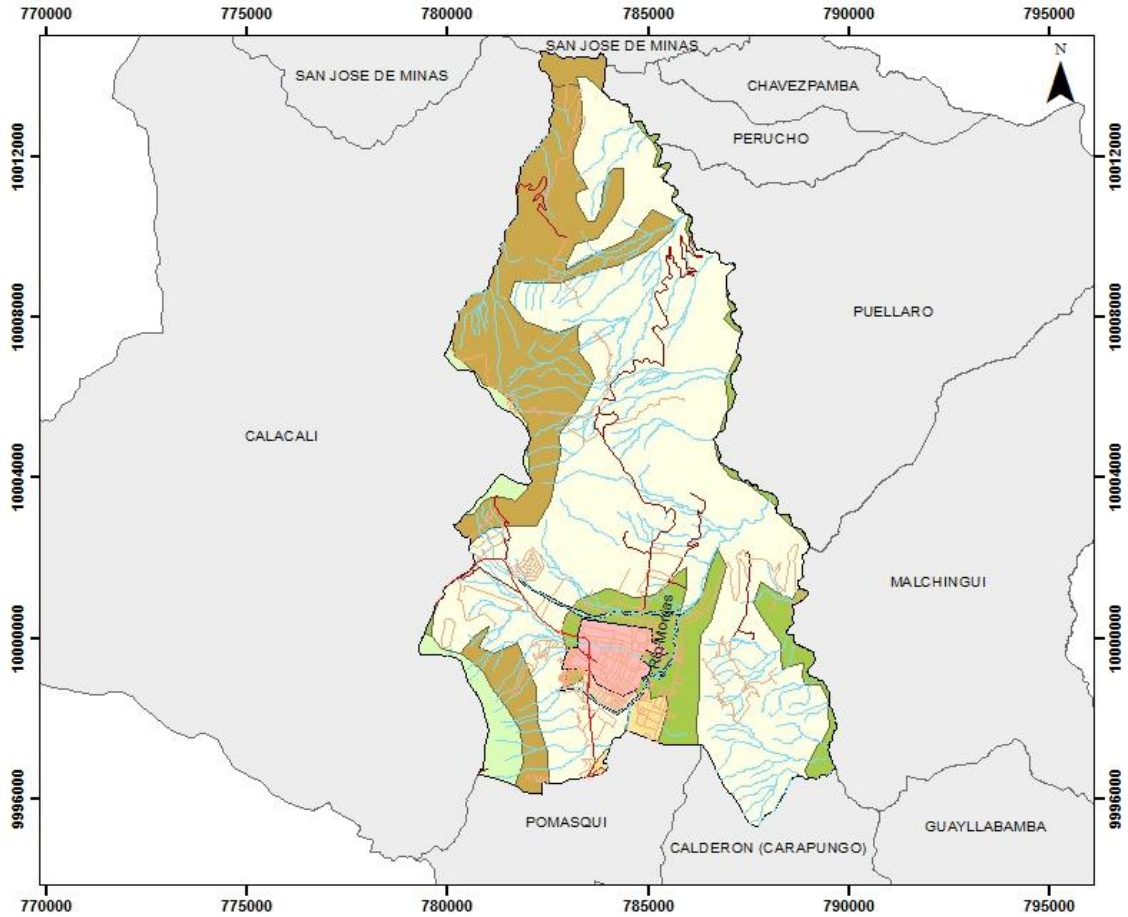 770000 775000 780000 785000 790000 795000
SAN JOSE DE MINAS
N
SAN JOSE DE MINAS
CHAVEZPAMBA
PERUCHO
10012000 10012000
PUELLARO
10008000 10008000
CALACALI
10004000 10004000
MALCHINGUI
Rio Monjas
10000000 10000000
9996000 9996000
POMASQUI
GUAYLLABAMBA
CALDERON (CARAPUNGO)
770000 775000 780000 785000 790000 795000